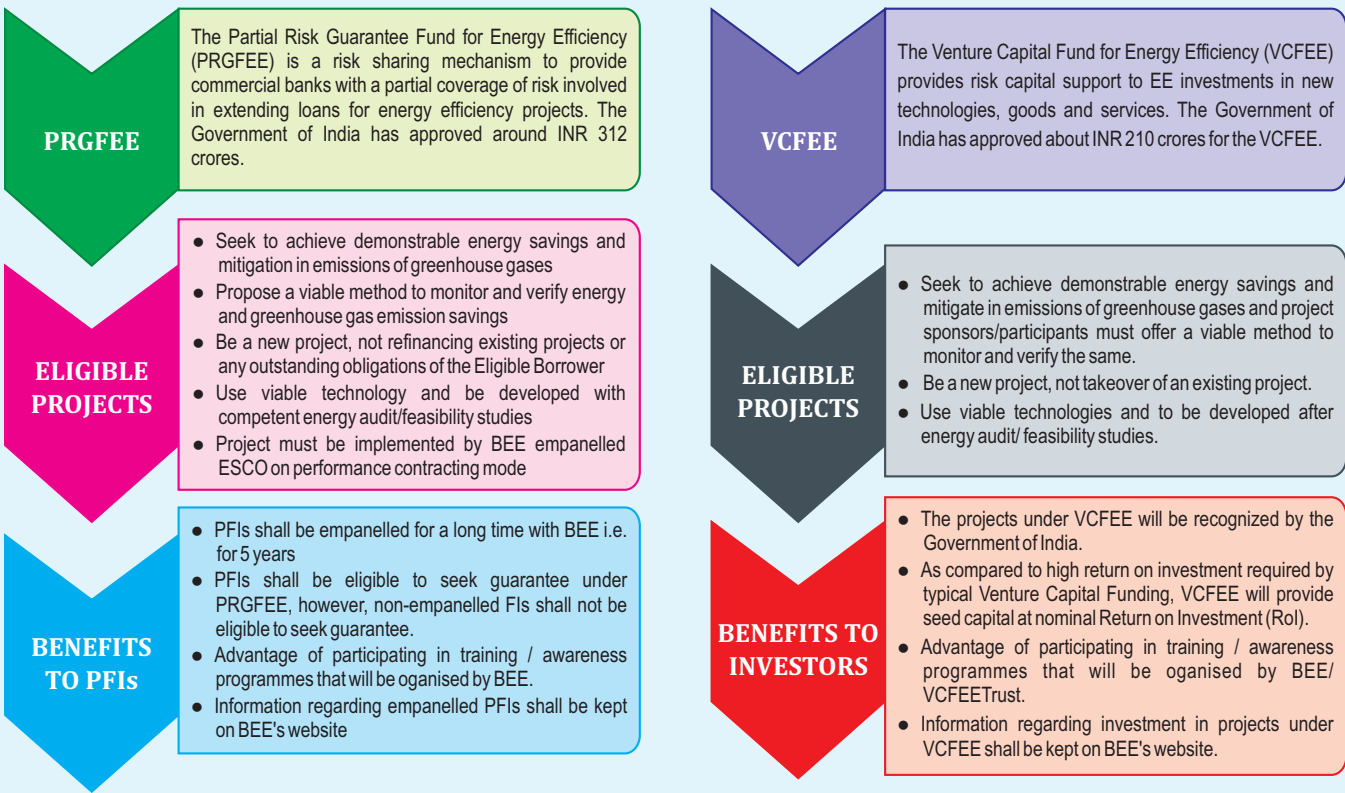 PRGFEE
The Partial Risk Guarantee Fund for Energy Efficiency
(PRGFEE) is a risk sharing mechanism to provide
commercial banks with a partial coverage of risk involved
in extending loans for energy efficiency projects. The
Government of India has approved around INR 312
crores.
ELIGIBLE
PROJECTS
● Seek to achieve demonstrable energy savings and
mitigation in emissions of greenhouse gases
● Propose a viable method to monitor and verify energy
and greenhouse gas emission savings
● Be a new project, not refinancing existing projects or
any outstanding obligations of the Eligible Borrower
● Use viable technology and be developed with
competent energy audit/feasibility studies
● Project must be implemented by BEE empanelled
ESCO on performance contracting mode
BENEFITS
TO PFIs
● PFIs shall be empanelled for a long time with BEE i.e.
for 5 years
● PFIs shall be eligible to seek guarantee under
PRGFEE, however, non-empanelled FIs shall not be
eligible to seek guarantee.
● Advantage of participating in training / awareness
programmes that will be oganised by BEE.
● Information regarding empanelled PFIs shall be kept
on BEE's website
VCFEE
The Venture Capital Fund for Energy Efficiency (VCFEE)
provides risk capital support to EE investments in new
technologies, goods and services. The Government of
India has approved about INR 210 crores for the VCFEE.
ELIGIBLE
PROJECTS
● Seek to achieve demonstrable energy savings and
mitigate in emissions of greenhouse gases and project
sponsors/participants must offer a viable method to
monitor and verify the same.
● Be a new project, not takeover of an existing project.
● Use viable technologies and to be developed after
energy audit/ feasibility studies.
BENEFITS TO
INVESTORS
● The projects under VCFEE will be recognized by the
Government of India.
● As compared to high return on investment required by
typical Venture Capital Funding, VCFEE will provide
seed capital at nominal Return on Investment (RoI).
● Advantage of participating in training / awareness
programmes that will be oganised by BEE/
VCFEETrust.
● Information regarding investment in projects under
VCFEE shall be kept on BEE's website.